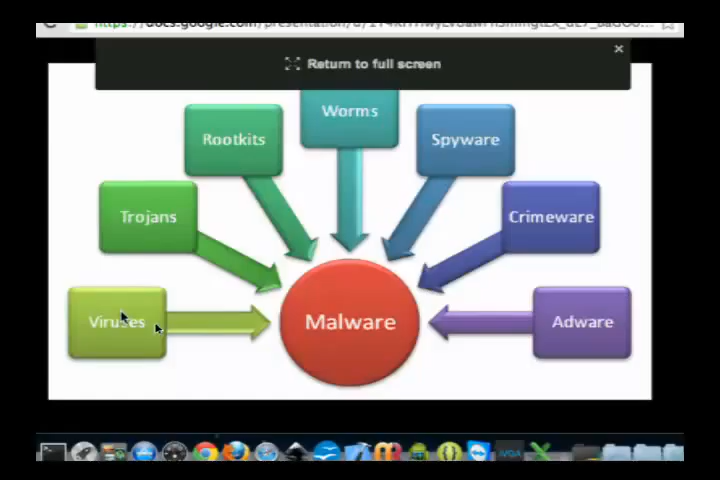 Return to full screen
Worms
Rootkits
Spyware
Trojans
Crimeware
Viruses
Malware
Adware